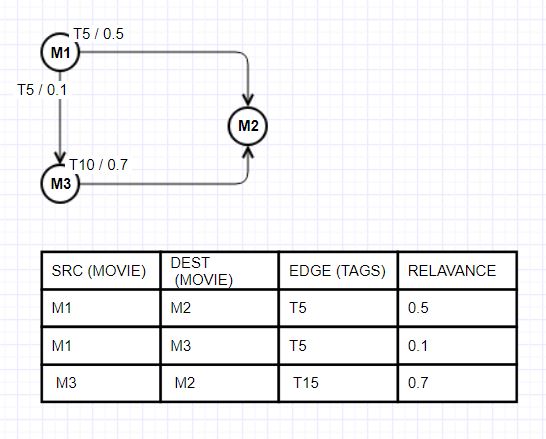 T5 / 0.5
M1
T5 / 0.1
M2
T10 / 0.7
M3
SRC (MOVIE) DEST (MOVIE) EDGE (TAGS) RELAVANCE
M1 M2 T5 0.5
M1 M3 T5 0.1
M3 M2 T15 0.7